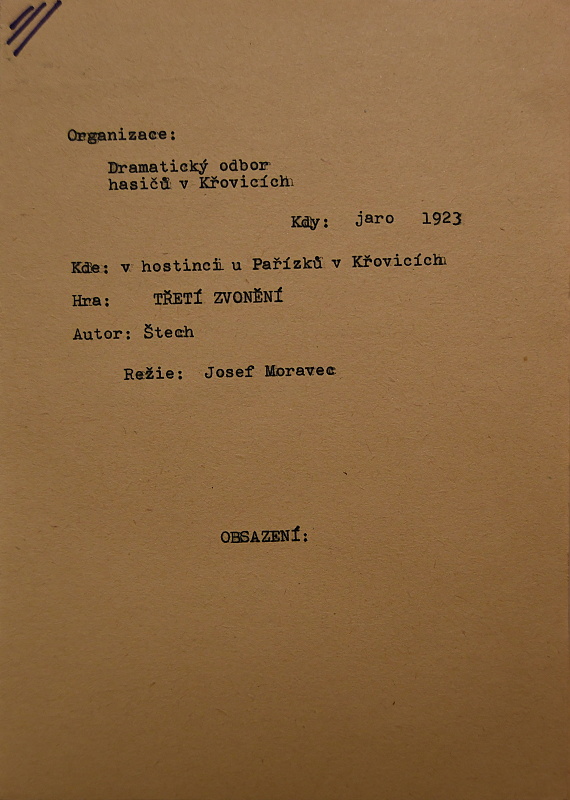 Organizace:
Dramatický odbor
hasičů v Křovicích
Kdy: jaro 1923
Kde: v hostinci u Pařízků v Křovicích
Hra: TŘETÍ ZVONĚNÍ
Autor: Štech
Režie: Josef Moravec
OBSAZENÍ: